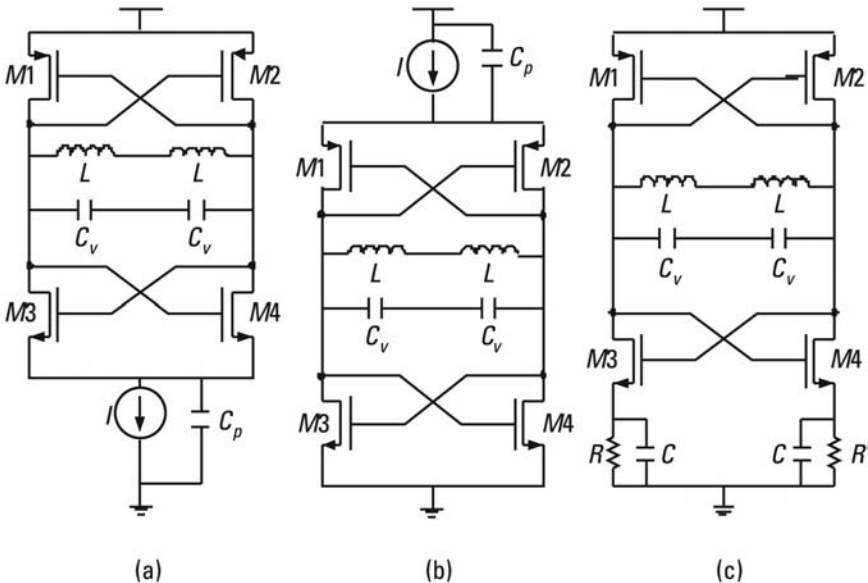 M1 M2
L L
Cv Cv
M3 M4
I Cp
(a)
I Cp
M1 M2
L L
Cv Cv
M3 M4
(b)
M1 M2
L L
Cv Cv
M3 M4
R C C R
(c)